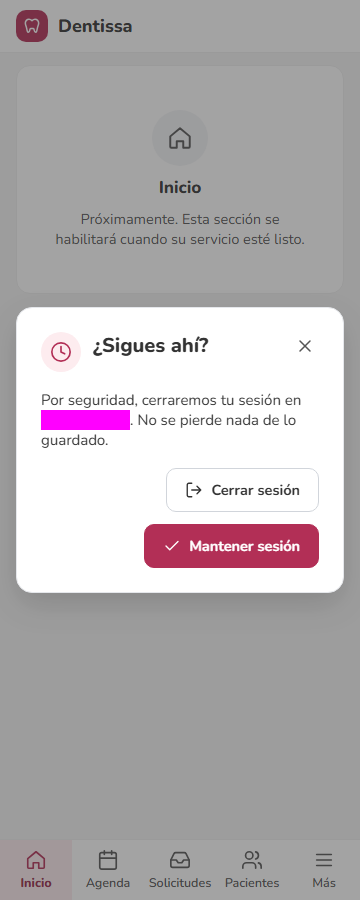 Dentissa
Inicio
Próximamente. Esta sección se
habilitará cuando su servicio esté listo.
¿Sigues ahí?
Por seguridad, cerraremos tu sesión en
. No se pierde nada de lo
guardado.
Cerrar sesión
Mantener sesión
Inicio
Agenda
Solicitudes
Pacientes
Más